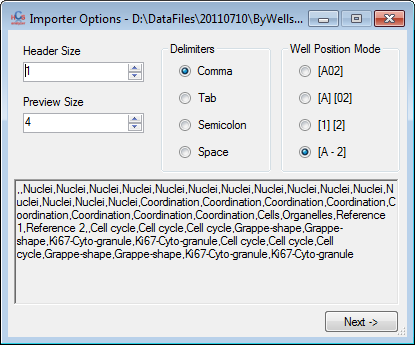 Importer Options - D:\DataFiles\20110710\ByWells...
Header Size
1
Preview Size
4
Delimiters
Comma
Tab
Semicolon
Space
Well Position Mode
[A02]
[A] [02]
[1] [2]
[A - 2]
,,Nuclei,Nuclei,Nuclei,Nuclei,Nuclei,Nuclei,Nuclei,Nuclei,Nuclei,Nuclei,Nuclei,N
uclei,Nuclei,Nuclei,Nuclei,Coordination,Coordination,Coordination,Coordination,C
oordination,Coordination,Coordination,Coordination,Cells,Organelles,Reference
1,Reference 2,,Cell cycle,Cell cycle,Cell cycle,Grappe-shape,Grappe-
shape,Ki67-Cyto-granule,Ki67-Cyto-granule,Cell cycle,Cell cycle,Cell
cycle,Grappe-shape,Grappe-shape,Ki67-Cyto-granule,Ki67-Cyto-granule
Next ->